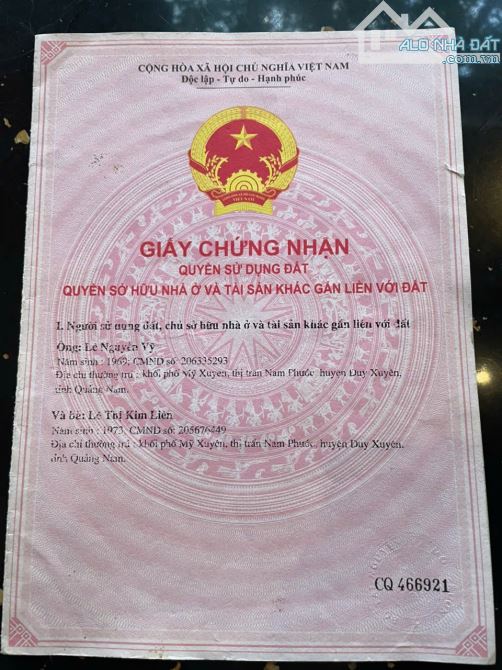 ALO NHÀ ĐẤT
.com.vn
CỘNG HÒA XÃ HỘI CHỦ NGHĨA VIỆT NAM
Độc lập - Tự do - Hạnh phúc
VIỆT NAM
GIẤY CHỨNG NHẬN
QUYỀN SỬ DỤNG ĐẤT
QUYỀN SỞ HỮU NHÀ Ở VÀ TÀI SẢN KHÁC GẮN LIỀN VỚI ĐẤT
I. Người sử dụng đất, chủ sở hữu nhà ở và tài sản khác gắn liền với đất
Ông: Lê Nguyên Vỹ
Năm sinh : 1969, CMND số: 206335293
Địa chỉ thường trú : khối phố Mỹ Xuyên, thị trấn Nam Phước, huyện Duy Xuyên,
tỉnh Quảng Nam.
Và bà: Lê Thị Kim Liên
Năm sinh : 1973, CMND số: 205676449
Địa chỉ thường trú : khối phố Mỹ Xuyên, thị trấn Nam Phước, huyện Duy Xuyên,
tỉnh Quảng Nam.
CQ 466921